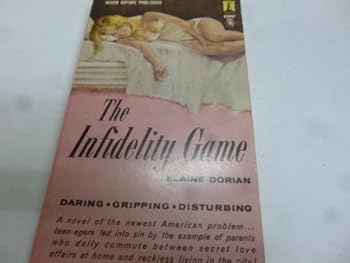 NEVER BEFORE PUBLISHED
The
Infidelity Game
ELAINE DORIAN
DARING • GRIPPING • DISTURBING
A novel of the newest American problem...
teen-agers led into sin by the example of parents
who daily commute between secret love
affairs at home and reckless living in the city!